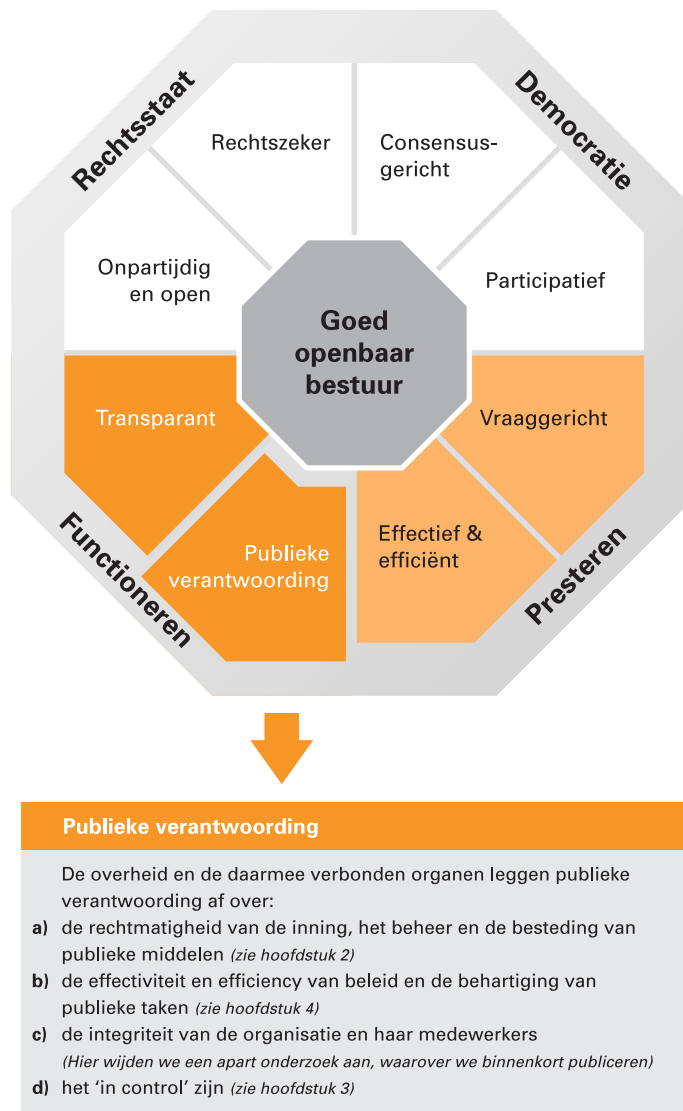 Rechtsstaat
Democratie
Rechtszeker
Consensus-
gericht
Onpartijdig
en open
Participatief
Goed
openbaar
bestuur
Transparant
Vraaggericht
Publieke
verantwoording
Effectief &
efficiënt
Functioneren
Presteren
Publieke verantwoording
De overheid en de daarmee verbonden organen leggen publieke
verantwoording af over:
a) de rechtmatigheid van de inning, het beheer en de besteding van
publieke middelen (zie hoofdstuk 2)
b) de effectiviteit en efficiency van beleid en de behartiging van
publieke taken (zie hoofdstuk 4)
c) de integriteit van de organisatie en haar medewerkers
(Hier wijden we een apart onderzoek aan, waarover we binnenkort publiceren)
d) het ‘in control’ zijn (zie hoofdstuk 3)